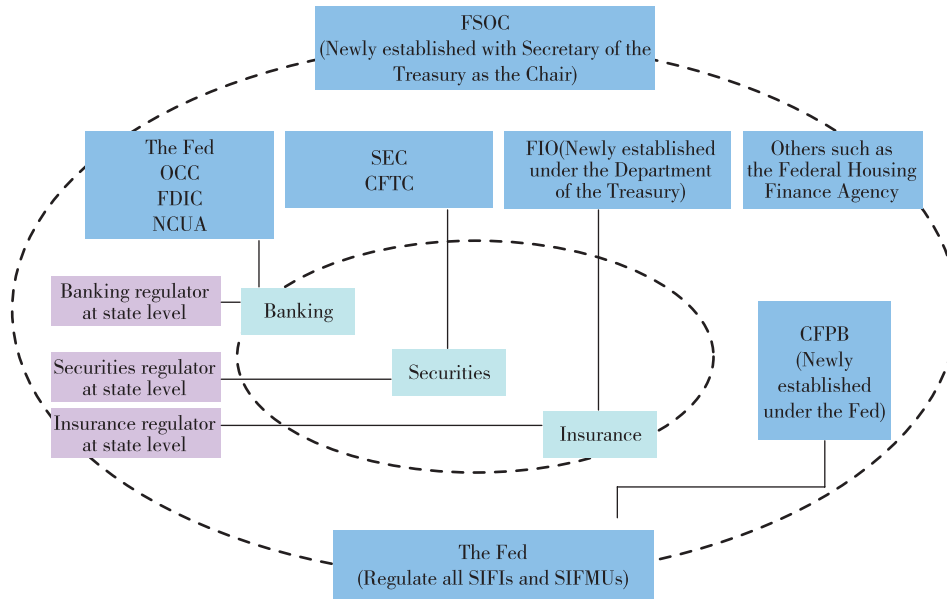 FSOC
(Newly established with Secretary of the
Treasury as the Chair)
The Fed
OCC
FDIC
NCUA
SEC
CFTC
FIO(Newly established
under the Department
of the Treasury)
Others such as
the Federal Housing
Finance Agency
Banking regulator
at state level
Banking
Securities regulator
at state level
Securities
Insurance regulator
at state level
Insurance
CFPB
(Newly
established
under the Fed)
The Fed
(Regulate all SIFIs and SIFMUs)